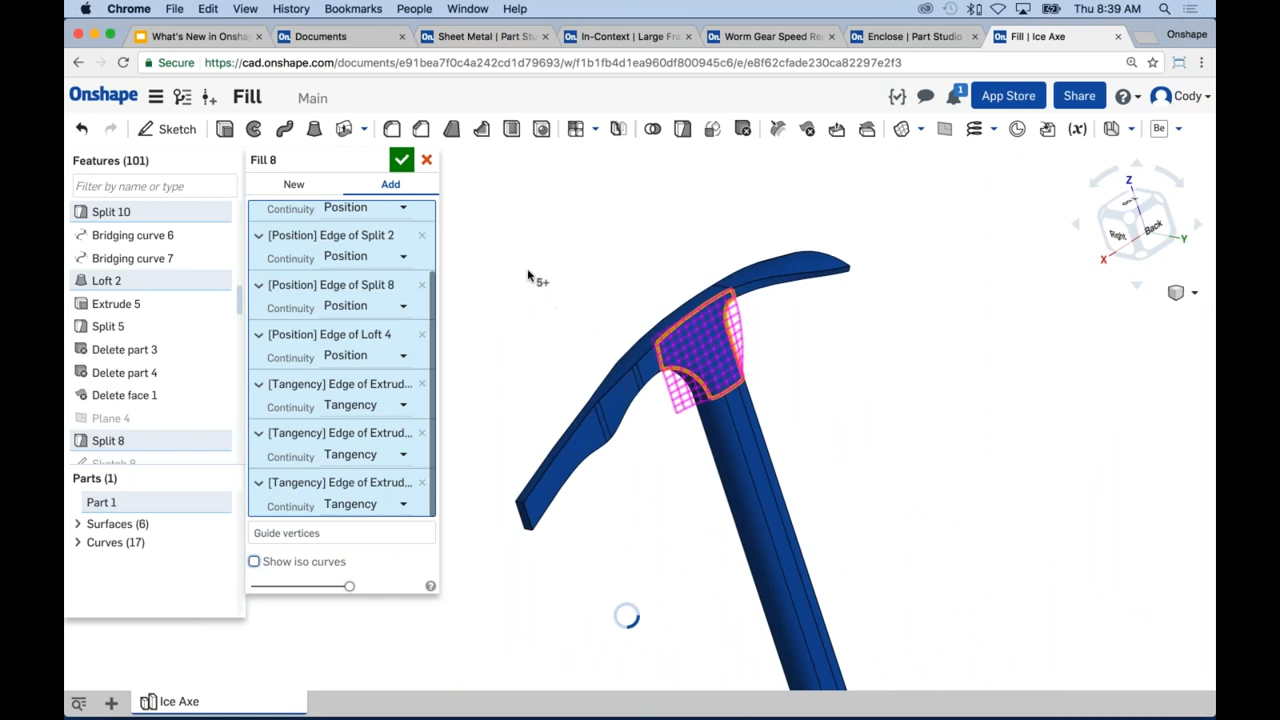 Chrome File Edit View History Bookmarks People Window Help Thu 8:39 AM
What's New in Onsha × Documents × Sheet Metal | Part Stu × In-Context | Large Fra × Worm Gear Speed Re × Enclose | Part Studio × Fill | Ice Axe × Onshape
Secure https://cad.onshape.com/documents/e91bea7f0c4a242cd1d79693/w/f1b1fb4d1ea960df800945c6/e/e8f62cfade230ca82297e2f3
Onshape Fill Main 1 App Store Share Cody
Sketch (x) Be
Features (101)
Filter by name or type
Split 10
Bridging curve 6
Bridging curve 7
Loft 2
Extrude 5
Split 5
Delete part 3
Delete part 4
Delete face 1
Plane 4
Split 8
Sketch 8
Parts (1)
Part 1
Surfaces (6)
Curves (17)
Fill 8
New Add
Continuity Position
[Position] Edge of Split 2
Continuity Position
[Position] Edge of Split 8
Continuity Position
[Position] Edge of Loft 4
Continuity Position
[Tangency] Edge of Extrud...
Continuity Tangency
[Tangency] Edge of Extrud...
Continuity Tangency
[Tangency] Edge of Extrud...
Continuity Tangency
Guide vertices
Show iso curves
5+
Z
Right Back
X Y
Ice Axe